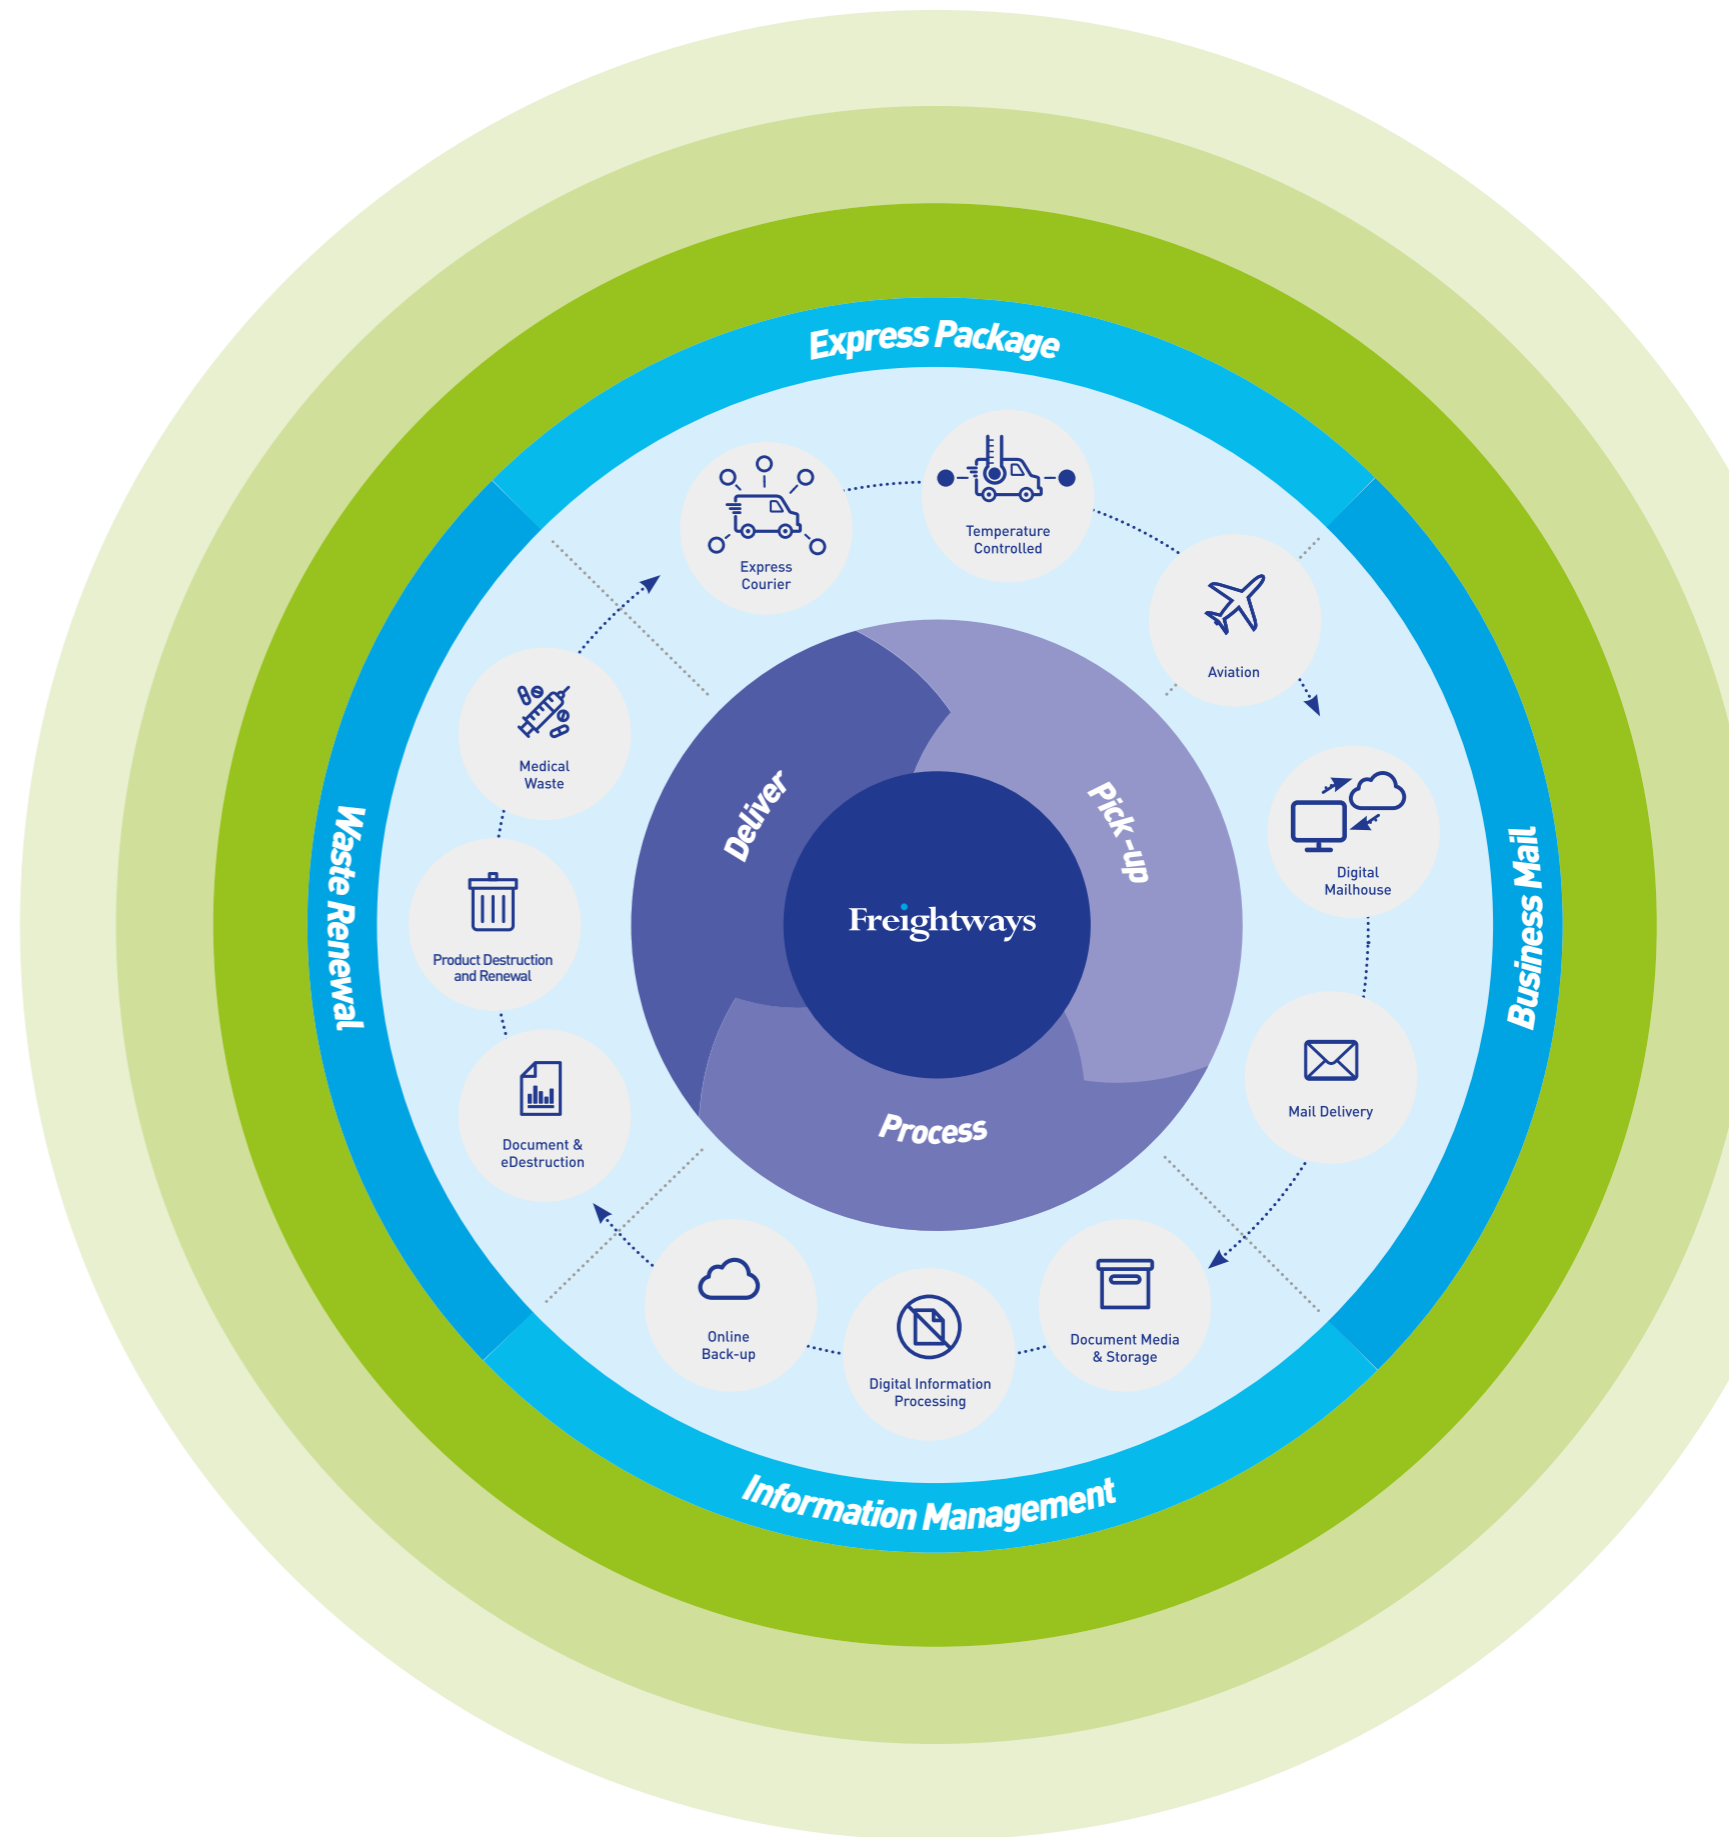 Express Package
Express
Courier
Temperature
Controlled
Aviation
Business Mail
Digital
Mailhouse
Mail Delivery
Information Management
Document Media
& Storage
Digital Information
Processing
Online
Back-up
Waste Renewal
Document &
eDestruction
Product Destruction
and Renewal
Medical
Waste
Deliver
Pick-up
Process
Freightways